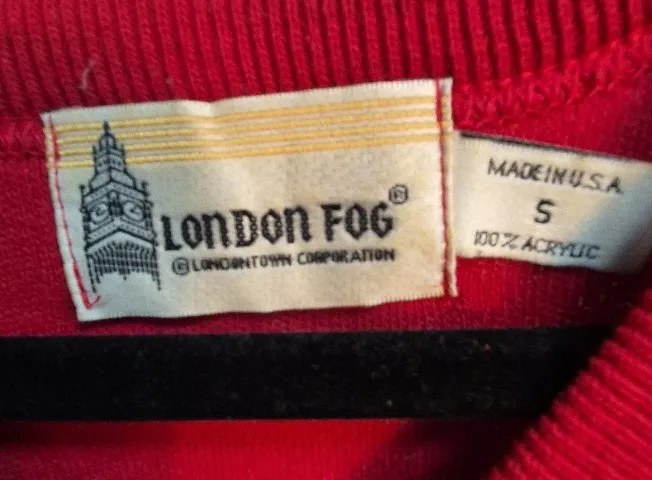 LONDON FOG®
© LONDONTOWN CORPORATION
MADE IN U.S.A.
S
100% ACRYLIC